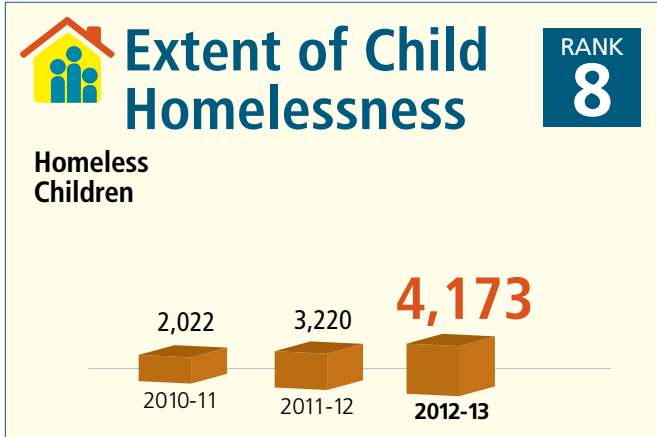 Extent of Child
Homelessness
RANK
8
Homeless
Children
2,022
3,220
4,173
2010-11
2011-12
2012-13